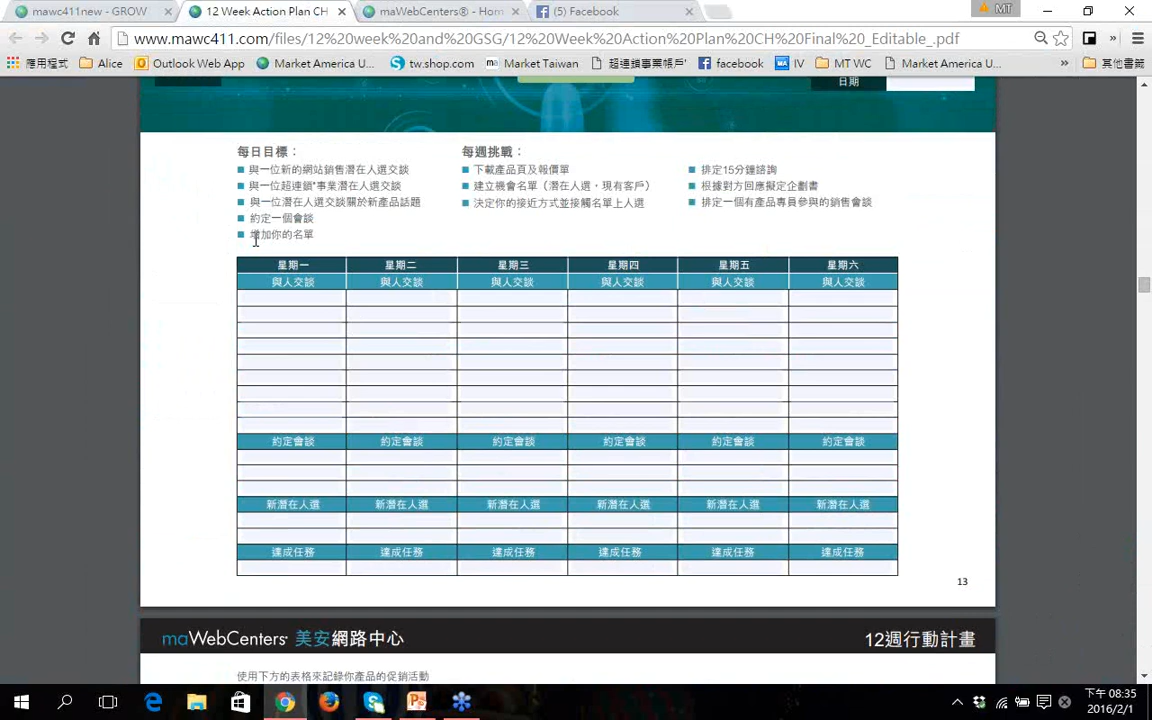 mawc411new - GROW
12 Week Action Plan CH
maWebCenters® - Hom
(5) Facebook
MT
www.mawc411.com/files/12%20week%20and%20GSG/12%20Week%20Action%20Plan%20CH%20Final%20_Editable_.pdf
應用程式
Alice
Outlook Web App
Market America U...
tw.shop.com
Market Taiwan
超連鎖事業帳戶'
facebook
IV
MT WC
Market America U...
其他書籤
日期
每日目標：
與一位新的網站銷售潛在人選交談
與一位超連鎖®事業潛在人選交談
與一位潛在人選交談關於新產品話題
約定一個會談
增加你的名單
每週挑戰：
下載產品頁及報價單
建立機會名單（潛在人選，現有客戶）
決定你的接近方式並接觸名單上人選
排定15分鐘諮詢
根據對方回應擬定企劃書
排定一個有產品專員參與的銷售會談
星期一 星期二 星期三 星期四 星期五 星期六
與人交談 與人交談 與人交談 與人交談 與人交談 與人交談
約定會談 約定會談 約定會談 約定會談 約定會談 約定會談
新潛在人選 新潛在人選 新潛在人選 新潛在人選 新潛在人選 新潛在人選
達成任務 達成任務 達成任務 達成任務 達成任務 達成任務
13
maWebCenters® 美安網路中心
12週行動計畫
使用下方的表格來記錄你產品的促銷活動
下午 08:35
2016/2/1